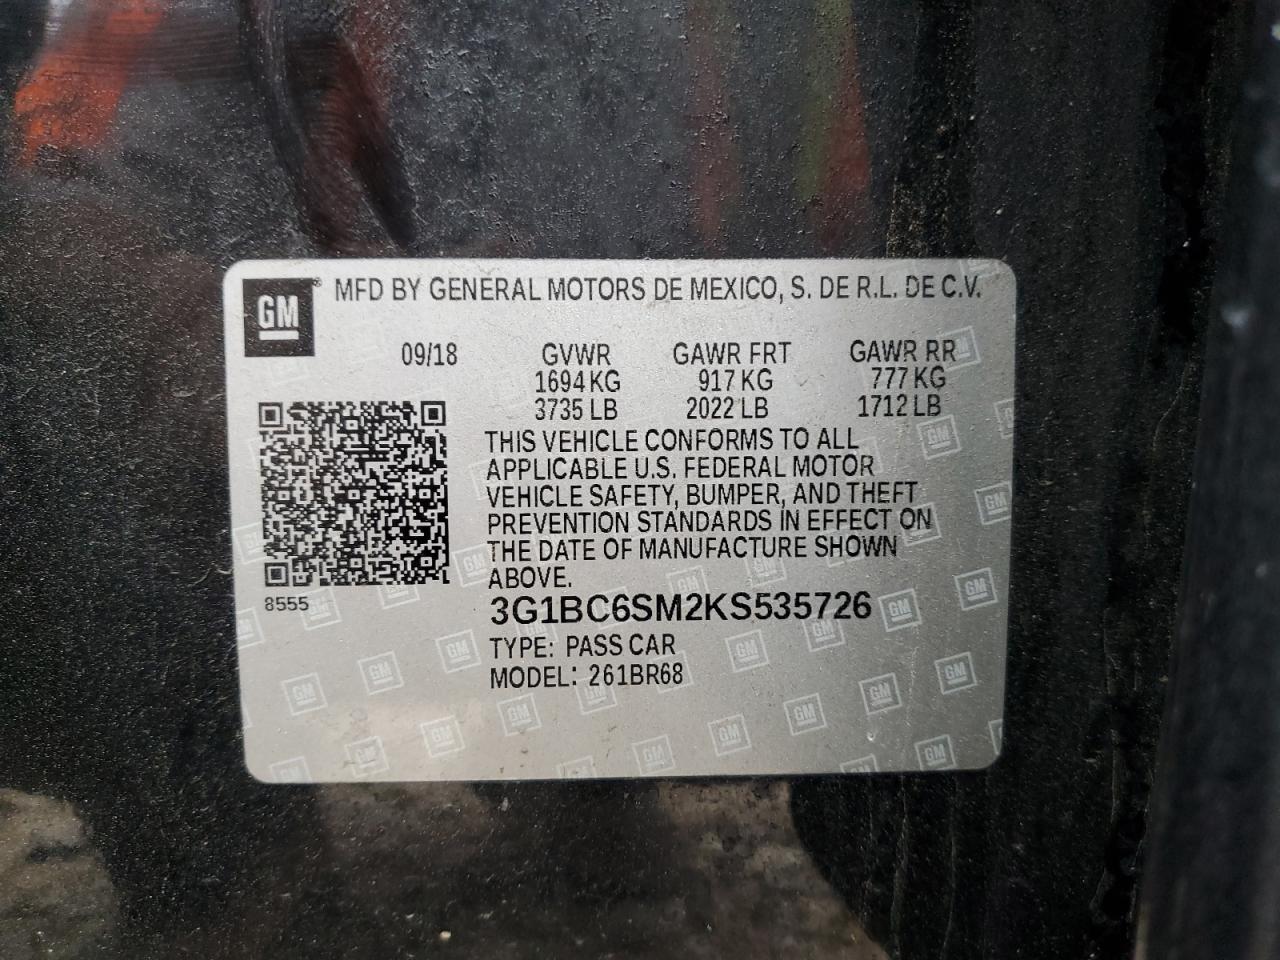 GM ® MFD BY GENERAL MOTORS DE MEXICO, S. DE R.L. DE C.V.
09/18 GVWR GAWR FRT GAWR RR
1694 KG 917 KG 777 KG
3735 LB 2022 LB 1712 LB
THIS VEHICLE CONFORMS TO ALL
APPLICABLE U.S. FEDERAL MOTOR
VEHICLE SAFETY, BUMPER, AND THEFT
PREVENTION STANDARDS IN EFFECT ON
THE DATE OF MANUFACTURE SHOWN
ABOVE.
8555
3G1BC6SM2KS535726
TYPE: PASS CAR
MODEL: 261BR68